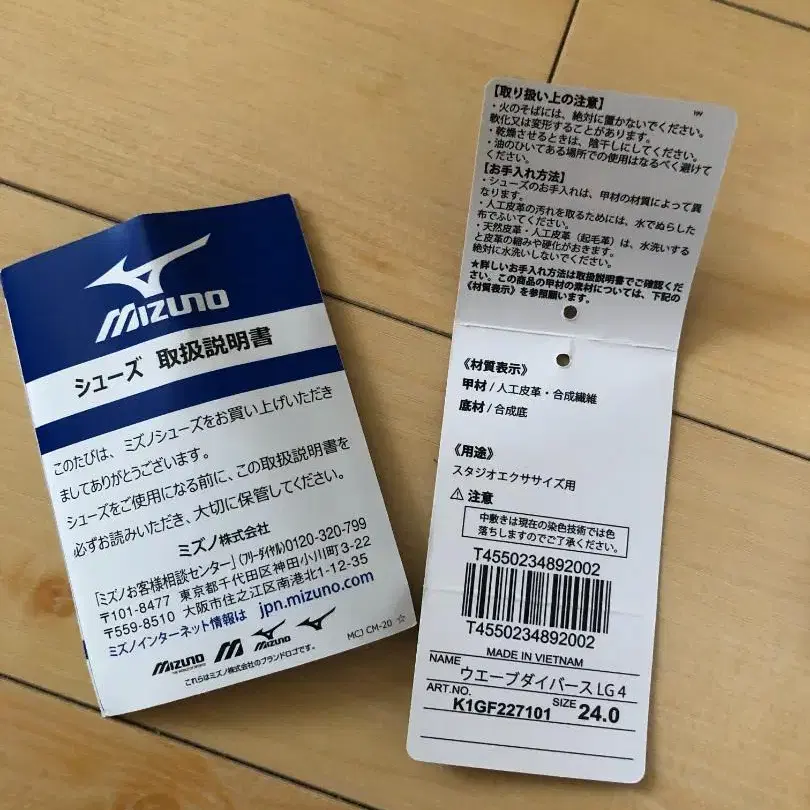 MIZUNO
シューズ 取扱説明書
このたびは、ミズノシューズをお買い上げいただき
ましてありがとうございます。
シューズをご使用になる前に、この取扱説明書を
必ずお読みいただき、大切に保管してください。
ミズノ株式会社
「ミズノお客様相談センター」(フリーダイヤル)0120-320-799
〒101-8477 東京都千代田区神田小川町3-22
〒559-8510 大阪市住之江区南港北1-12-35
ミズノインターネット情報は jpn.mizuno.com
MIZUNO
MIZUNO
これらはミズノ株式会社のブランドロゴです。
MCJ CM-20 ☆
【取り扱い上の注意】
・火のそばには、絶対に置かないでください。
軟化又は変形することがあります。
・乾燥させるときは、陰干しにしてください。
・油のひいてある場所での使用はなるべく避けて
ください。
【お手入れ方法】
・シューズのお手入れは、甲材の材質によって異
なります。
・人工皮革の汚れを取るためには、水でぬらした
布でふいてください。
・天然皮革・人工皮革(起毛革)は、水洗いする
と皮革の縮みや硬化がおきます。
絶対に水洗いしないでください。
★詳しいお手入れ方法は取扱説明書でご確認くだ
さい。この商品の甲材の素材については、下記の
《材質表示》を参照願います。
《材質表示》
甲材/人工皮革・合成繊維
底材/合成底
《用途》
スタジオエクササイズ用
⚠ 注意
中敷きは現在の染色技術では色
落ちしますのでご了承ください。
T4550234892002
T4550234892002
MADE IN VIETNAM
NAME ウエーブダイバース LG 4
ART.NO. K1GF227101 SIZE 24.0